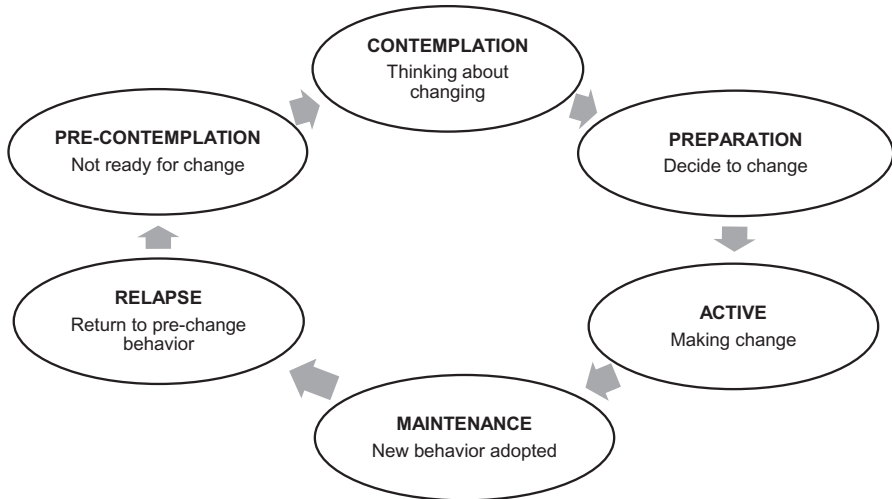 CONTEMPLATION
Thinking about
changing
PRE-CONTEMPLATION
Not ready for change
PREPARATION
Decide to change
RELAPSE
Return to pre-change
behavior
ACTIVE
Making change
MAINTENANCE
New behavior adopted